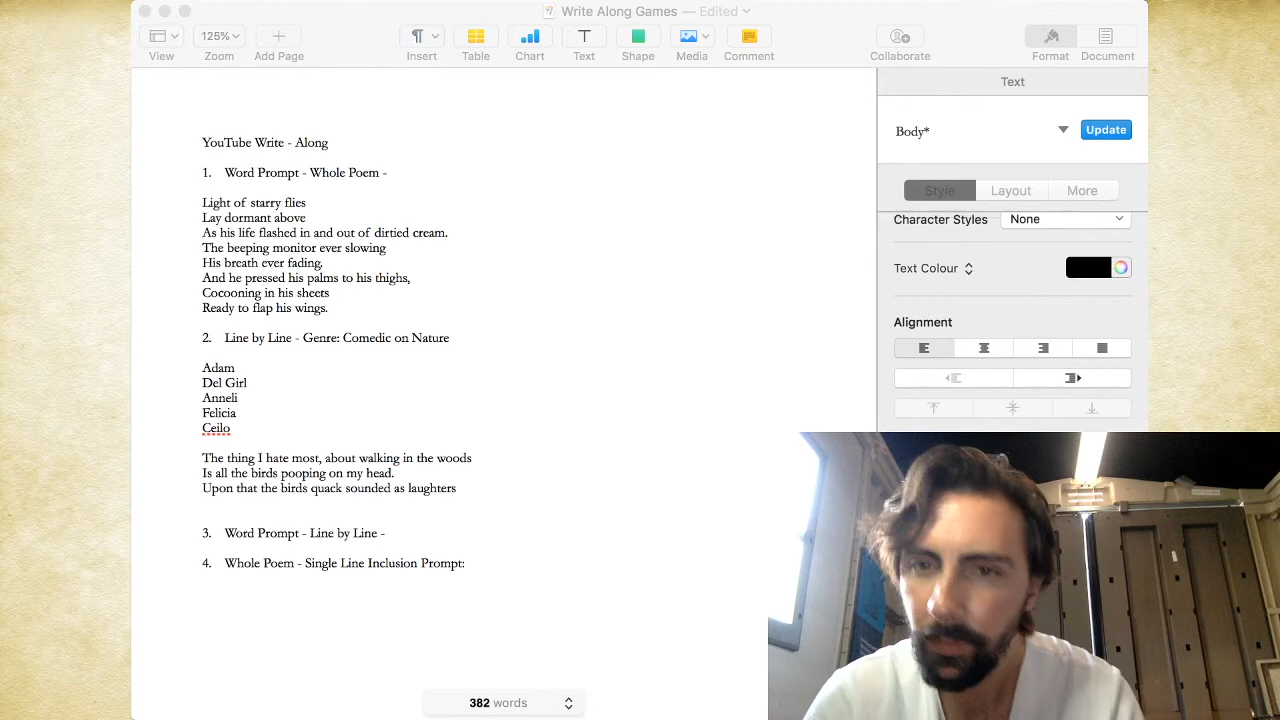 Write Along Games — Edited
125%
View
Zoom
Add Page
Insert
Table
Chart
Text
Shape
Media
Comment
Collaborate
Format
Document
Text
Body*
Update
Style
Layout
More
Character Styles
None
Text Colour
Alignment
YouTube Write - Along
1. Word Prompt - Whole Poem -
Light of starry flies
Lay dormant above
As his life flashed in and out of dirtied cream.
The beeping monitor ever slowing
His breath ever fading.
And he pressed his palms to his thighs,
Cocooning in his sheets
Ready to flap his wings.
2. Line by Line - Genre: Comedic on Nature
Adam
Del Girl
Anneli
Felicia
Ceilo
The thing I hate most, about walking in the woods
Is all the birds pooping on my head.
Upon that the birds quack sounded as laughters
3. Word Prompt - Line by Line -
4. Whole Poem - Single Line Inclusion Prompt:
382 words